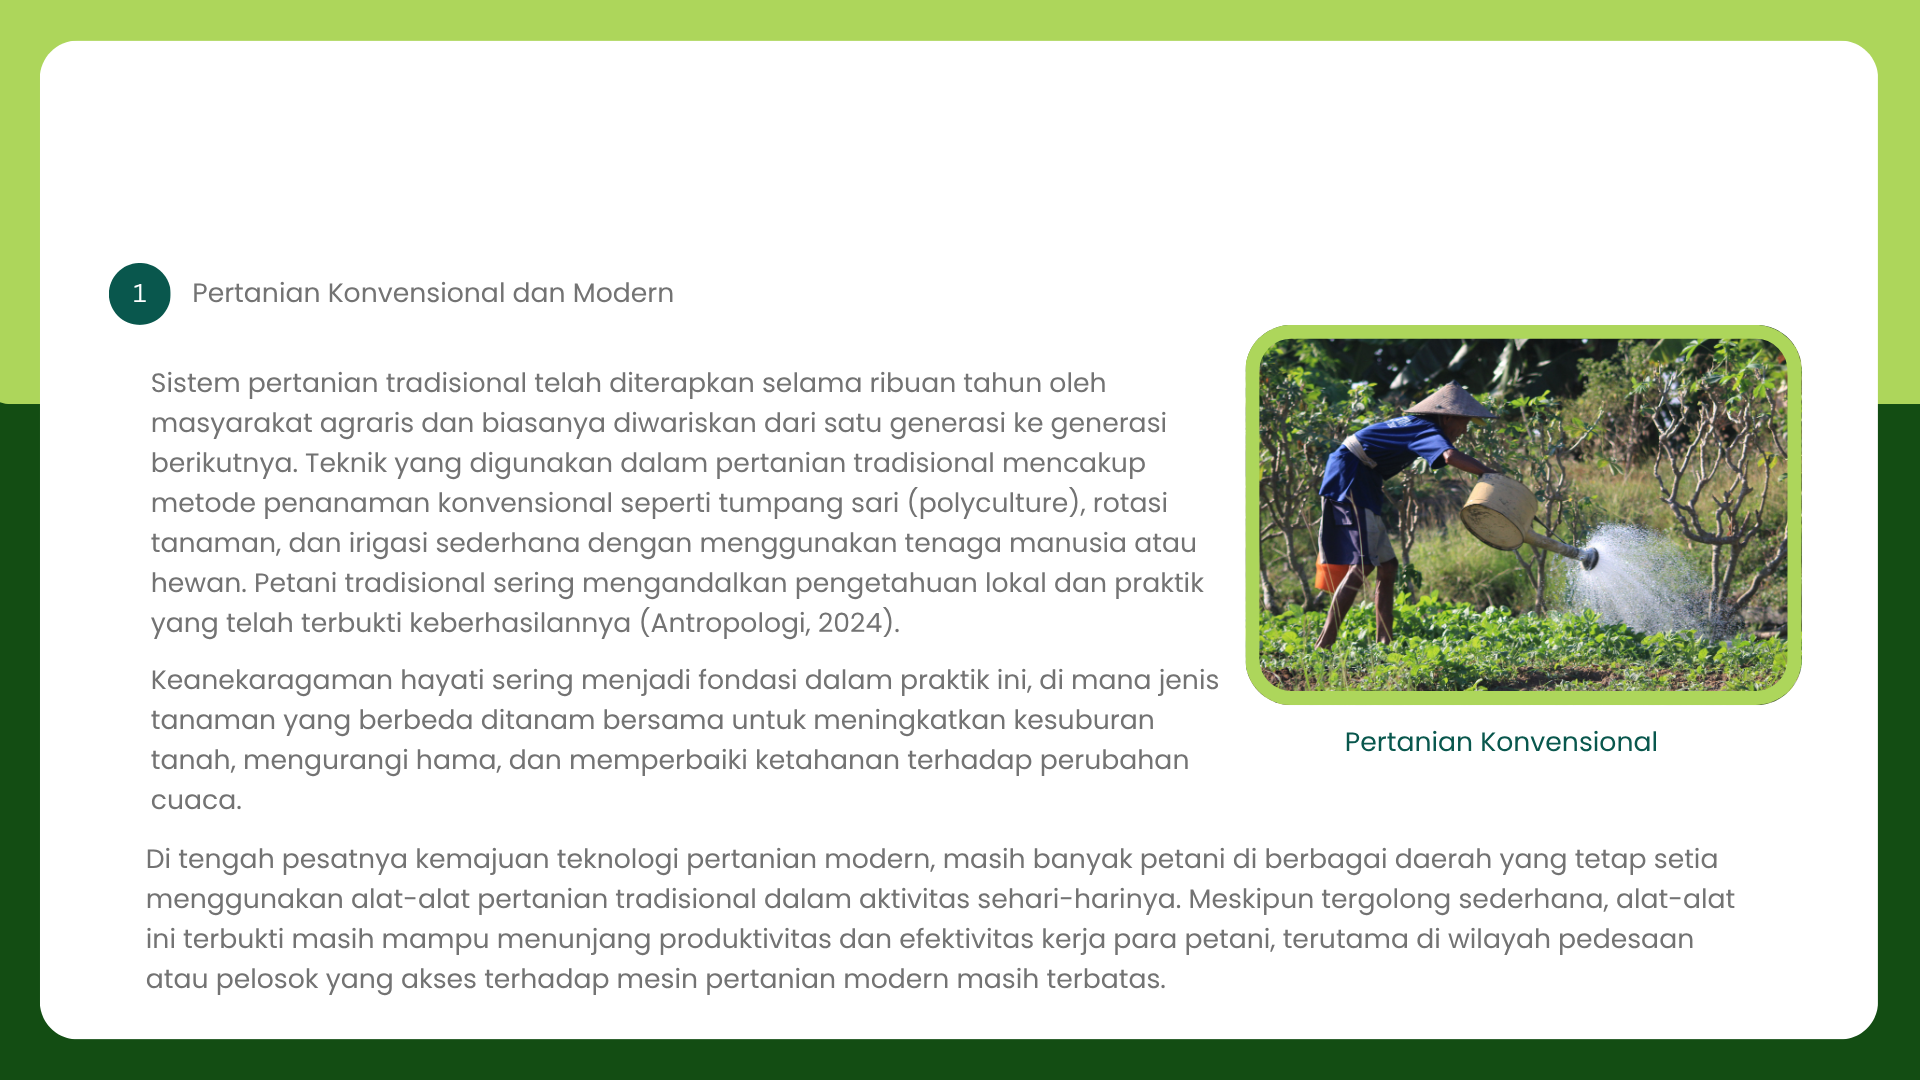 1
Pertanian Konvensional dan Modern
Sistem pertanian tradisional telah diterapkan selama ribuan tahun oleh
masyarakat agraris dan biasanya diwariskan dari satu generasi ke generasi
berikutnya. Teknik yang digunakan dalam pertanian tradisional mencakup
metode penanaman konvensional seperti tumpang sari (polyculture), rotasi
tanaman, dan irigasi sederhana dengan menggunakan tenaga manusia atau
hewan. Petani tradisional sering mengandalkan pengetahuan lokal dan praktik
yang telah terbukti keberhasilannya (Antropologi, 2024).
Keanekaragaman hayati sering menjadi fondasi dalam praktik ini, di mana jenis
tanaman yang berbeda ditanam bersama untuk meningkatkan kesuburan
tanah, mengurangi hama, dan memperbaiki ketahanan terhadap perubahan
cuaca.
Pertanian Konvensional
Di tengah pesatnya kemajuan teknologi pertanian modern, masih banyak petani di berbagai daerah yang tetap setia
menggunakan alat-alat pertanian tradisional dalam aktivitas sehari-harinya. Meskipun tergolong sederhana, alat-alat
ini terbukti masih mampu menunjang produktivitas dan efektivitas kerja para petani, terutama di wilayah pedesaan
atau pelosok yang akses terhadap mesin pertanian modern masih terbatas.